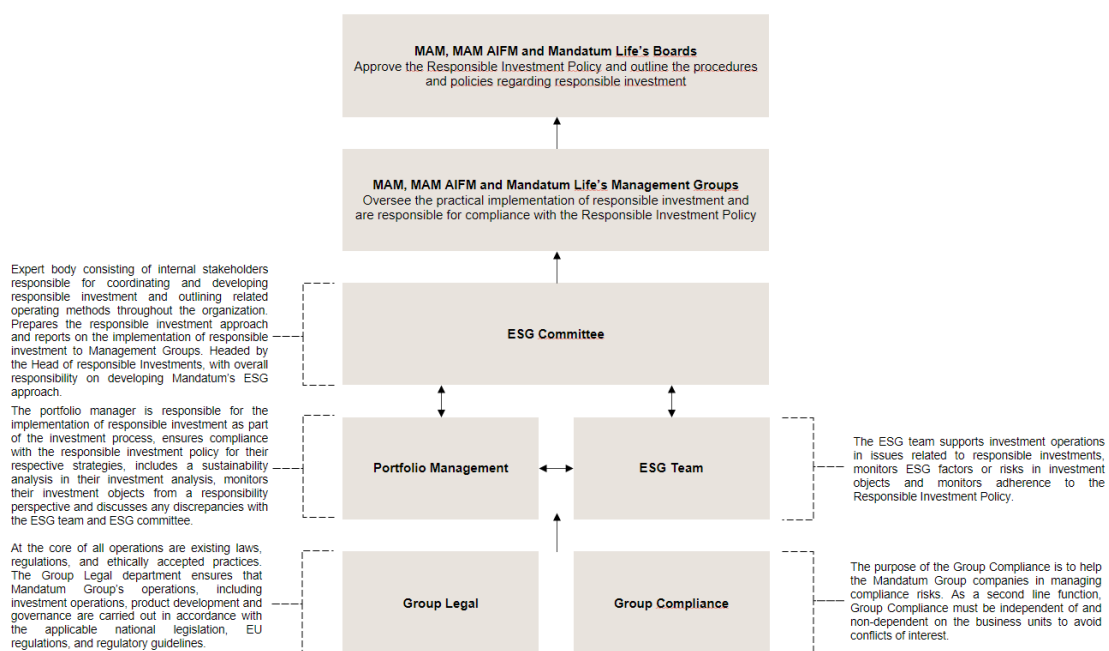 MAM, MAM AIFM and Mandatum Life's Boards
Approve the Responsible Investment Policy and outline the procedures
and policies regarding responsible investment
MAM, MAM AIFM and Mandatum Life's Management Groups
Oversee the practical implementation of responsible investment and
are responsible for compliance with the Responsible Investment Policy
Expert body consisting of internal stakeholders
responsible for coordinating and developing
responsible investment and outlining related
operating methods throughout the organization.
Prepares the responsible investment approach
and reports on the implementation of responsible
investment to Management Groups. Headed by
the Head of responsible Investments, with overall
responsibility on developing Mandatum's ESG
approach.
ESG Committee
The portfolio manager is responsible for the
implementation of responsible investment as part
of the investment process, ensures compliance
with the responsible investment policy for their
respective strategies, includes a sustainability
analysis in their investment analysis, monitors
their investment objects from a responsibility
perspective and discusses any discrepancies with
the ESG team and ESG committee.
Portfolio Management
ESG Team
The ESG team supports investment operations
in issues related to responsible investments,
monitors ESG factors or risks in investment
objects and monitors adherence to the
Responsible Investment Policy.
At the core of all operations are existing laws,
regulations, and ethically accepted practices.
The Group Legal department ensures that
Mandatum Group's operations, including
investment operations, product development and
governance are carried out in accordance with
the applicable national legislation, EU
regulations, and regulatory guidelines.
Group Legal
Group Compliance
The purpose of the Group Compliance is to help
the Mandatum Group companies in managing
compliance risks. As a second line function,
Group Compliance must be independent of and
non-dependent on the business units to avoid
conflicts of interest.